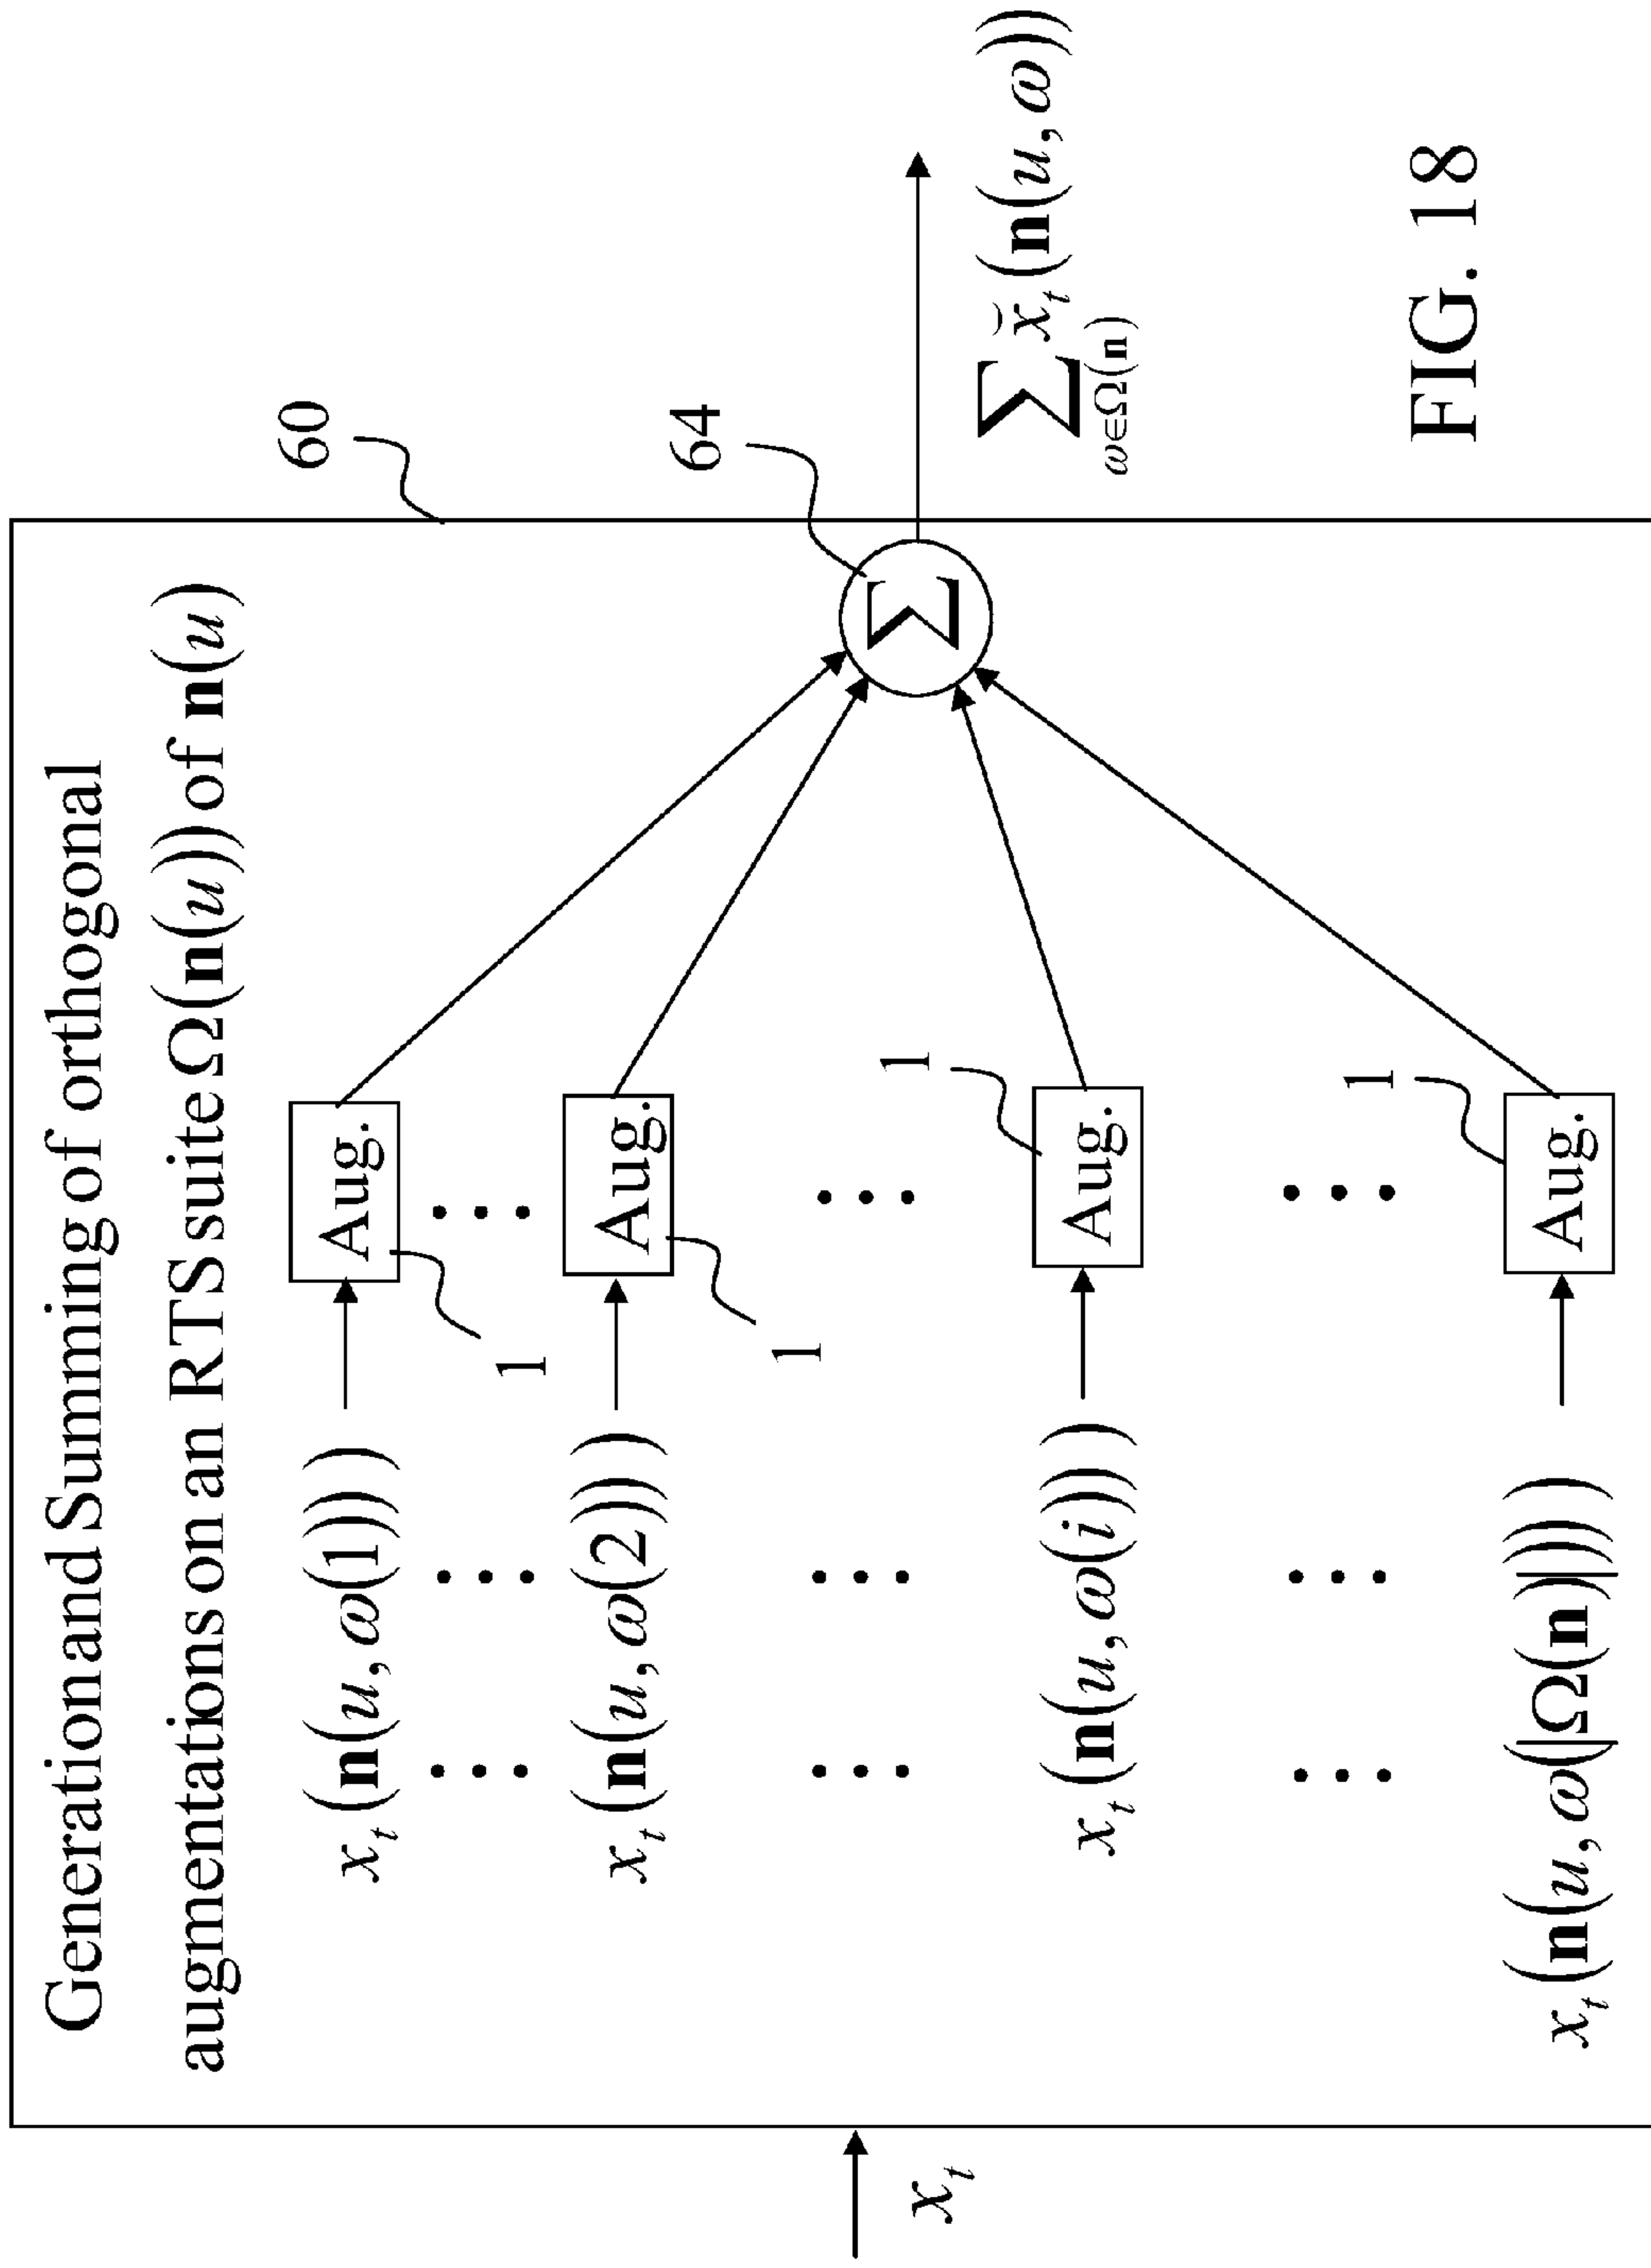 Generation and Summing of orthogonal
augmentations on an RTS suite Ω(n(u)) of n(u)
60
x_t
x_t(n(u, ω(1)))
Aug.
1
x_t(n(u, ω(2)))
Aug.
1
64
Σ
x_t(n(u, ω(i)))
Aug.
1
x_t(n(u, ω(|Ω(n)|)))
Aug.
1
∑_{ω∈Ω(n)} x̆_t(n(u, ω))
FIG. 18